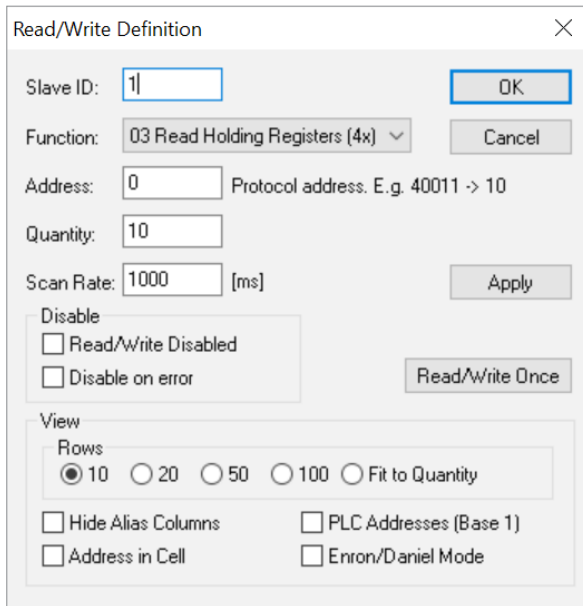 Read/Write Definition
Slave ID: 1 OK
Function: 03 Read Holding Registers (4x) Cancel
Address: 0 Protocol address. E.g. 40011 -> 10
Quantity: 10
Scan Rate: 1000 [ms] Apply
Disable
Read/Write Disabled
Disable on error
Read/Write Once
View
Rows
10 20 50 100 Fit to Quantity
Hide Alias Columns PLC Addresses (Base 1)
Address in Cell Enron/Daniel Mode